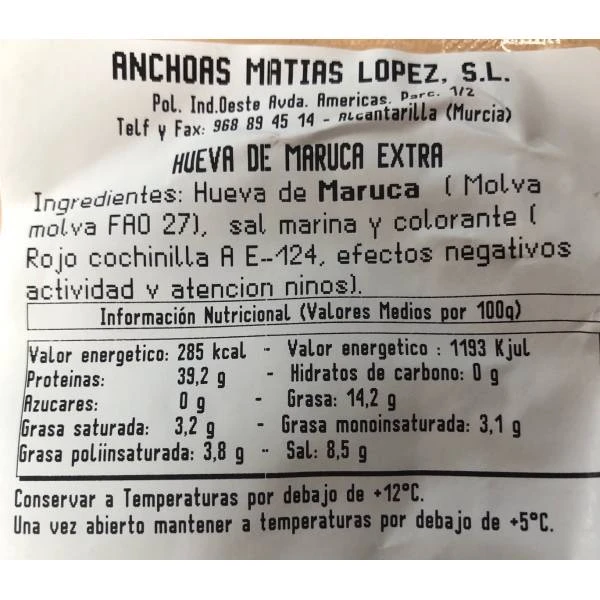 ANCHOAS MATIAS LOPEZ, S.L.
Pol. Ind.Oeste Avda. Americas. Parc. 1/2
Telf y Fax: 968 89 45 14 - Alcantarilla (Murcia)
HUEVA DE MARUCA EXTRA
Ingredientes: Hueva de Maruca ( Molva
molva FAO 27), sal marina y colorante (
Rojo cochinilla A E-124, efectos negativos
actividad y atencion ninos).
Información Nutricional (Valores Medios por 100g)
Valor energetico: 285 kcal - Valor energetico : 1193 Kjul
Proteinas: 39,2 g - Hidratos de carbono: 0 g
Azucares: 0 g - Grasa: 14,2 g
Grasa saturada: 3,2 g - Grasa monoinsaturada: 3,1 g
Grasa poliinsaturada: 3,8 g - Sal: 8,5 g
Conservar a Temperaturas por debajo de +12ºC.
Una vez abierto mantener a temperaturas por debajo de +5ºC.